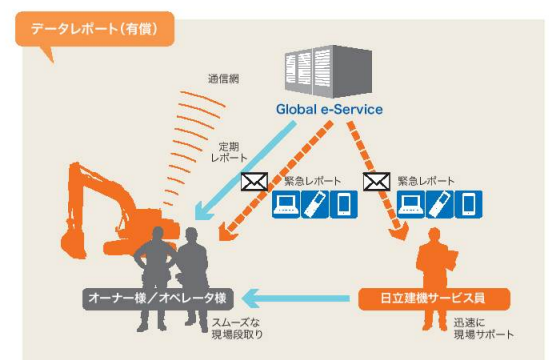 データレポート(有償)
通信網
Global e-Service
定期
レポート
緊急レポート
緊急レポート
オーナー様／オペレータ様
日立建機サービス員
スムーズな
現場段取り
迅速に
現場サポート